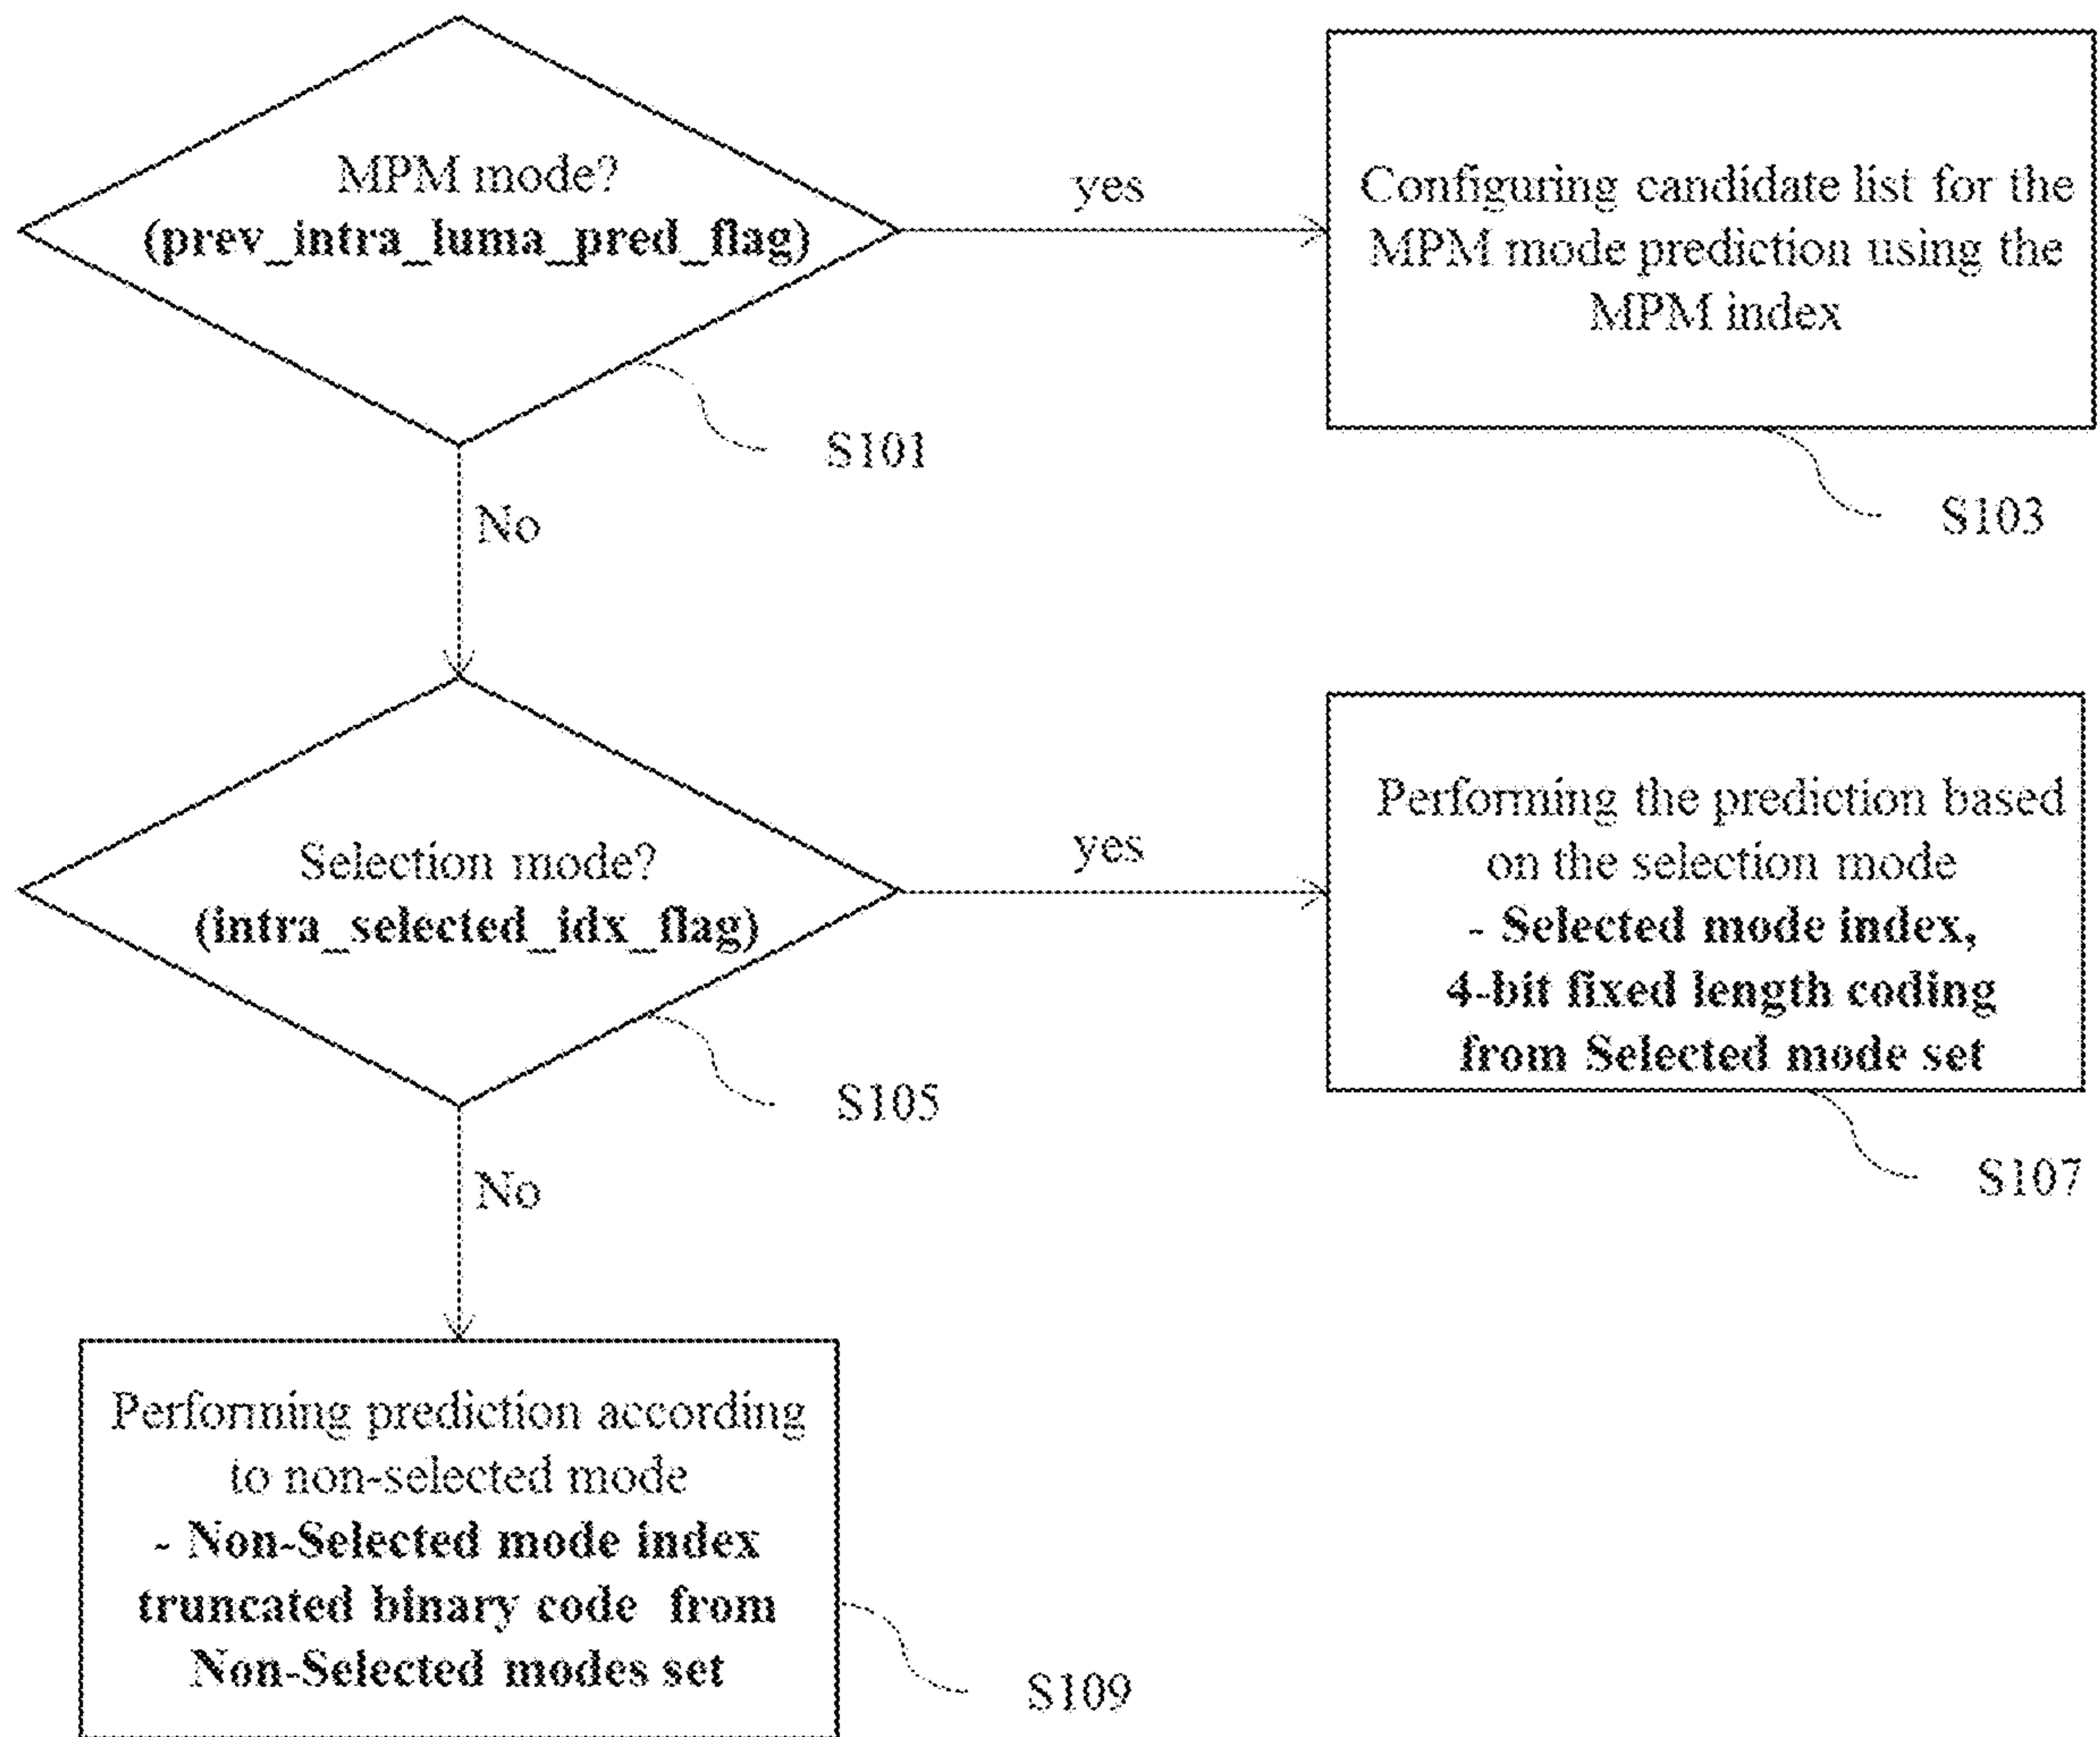 MPM mode?
(prev_intra_luma_pred_flag)
yes
Configuring candidate list for the
MPM mode prediction using the
MPM index
S101
S103
No
Selection mode?
(intra_selected_idx_flag)
yes
Performing the prediction based
on the selection mode
- Selected mode index,
4-bit fixed length coding
from Selected mode set
S105
S107
No
Performing prediction according
to non-selected mode
- Non-Selected mode index
truncated binary code from
Non-Selected modes set
S109